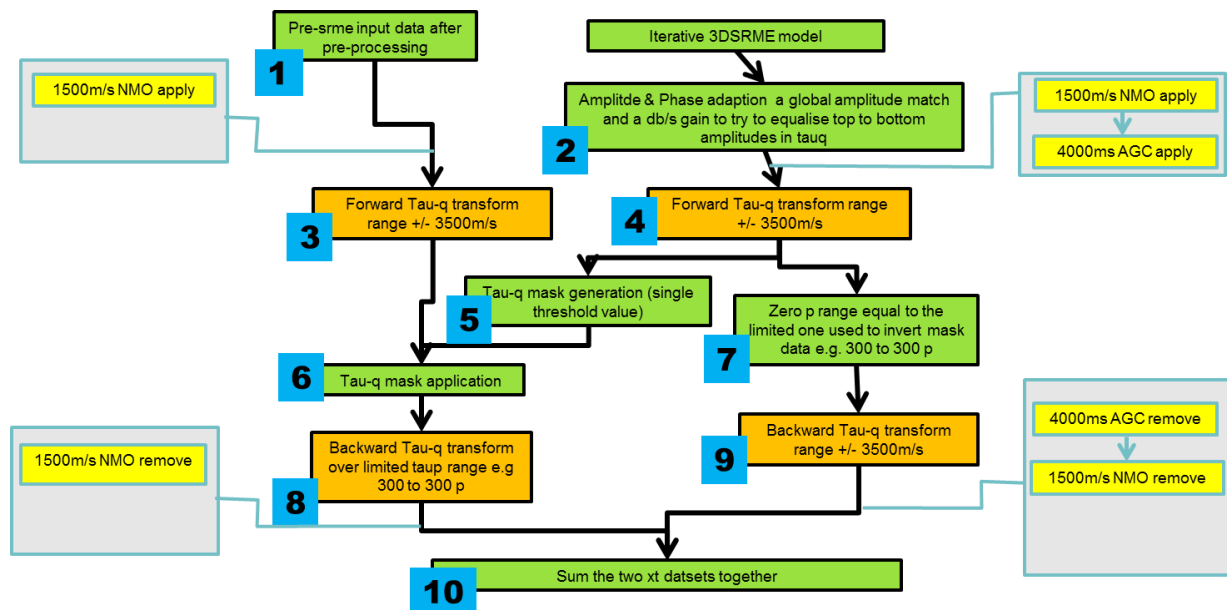 Pre-srme input data after
pre-processing
1
Iterative 3DSRME model
1500m/s NMO apply
Amplitde & Phase adaption a global amplitude match
and a db/s gain to try to equalise top to bottom
amplitudes in tauq
2
1500m/s NMO apply
4000ms AGC apply
Forward Tau-q transform
range +/- 3500m/s
3
Forward Tau-q transform range
+/- 3500m/s
4
Tau-q mask generation (single
threshold value)
5
Zero p range equal to the
limited one used to invert mask
data e.g. 300 to 300 p
7
6
Tau-q mask application
1500m/s NMO remove
Backward Tau-q transform
over limited taup range e.g
300 to 300 p
8
Backward Tau-q transform
range +/- 3500m/s
9
4000ms AGC remove
1500m/s NMO remove
Sum the two xt datsets together
10